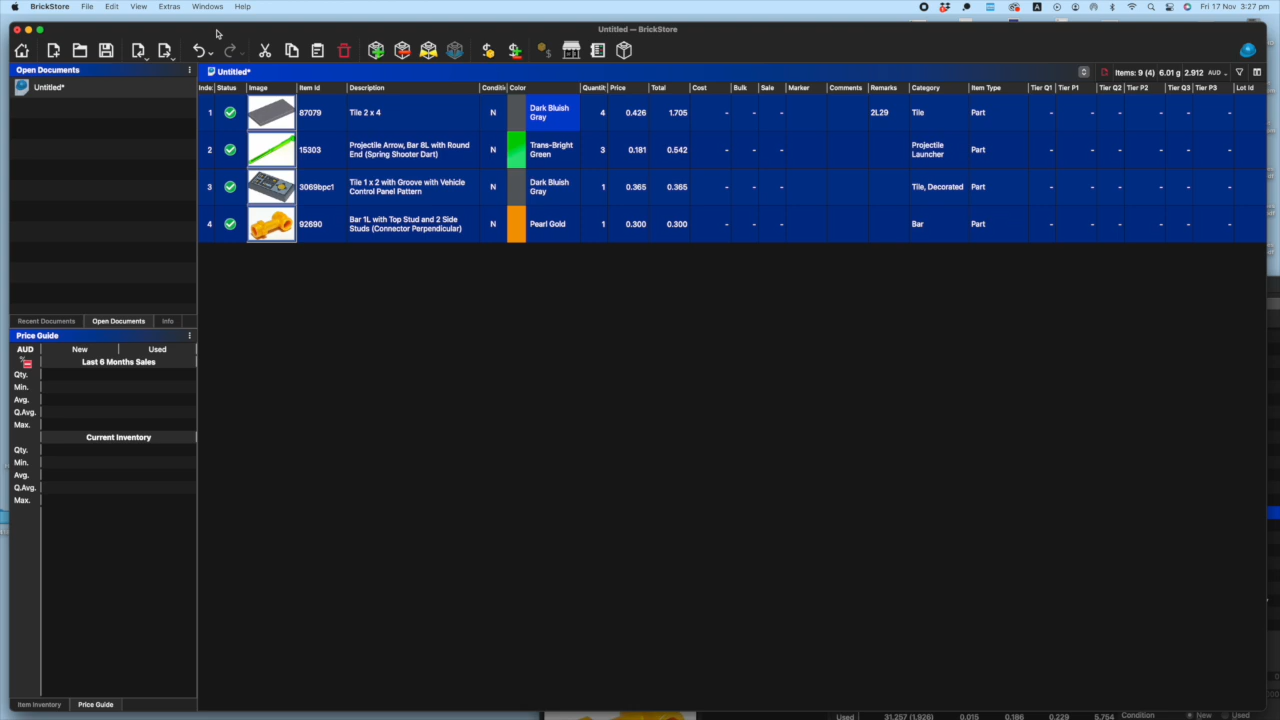 BrickStore File Edit View Extras Windows Help
A Fri 17 Nov 3:27 pm
Untitled — BrickStore
Open Documents
Untitled*
Untitled*
Items: 9 (4) 6.01 g 2.912 AUD
Inde Status Image Item Id Description Conditi Color Quantit Price Total Cost Bulk Sale Marker Comments Remarks Category Item Type Tier Q1 Tier P1 Tier Q2 Tier P2 Tier Q3 Tier P3 Lot Id
1 87079 Tile 2 x 4 N Dark Bluish Gray 4 0.426 1.705 - - - 2L29 Tile Part - - - - - -
2 15303 Projectile Arrow, Bar 8L with Round End (Spring Shooter Dart) N Trans-Bright Green 3 0.181 0.542 - - - Projectile Launcher Part - - - - - -
3 3069bpc1 Tile 1 x 2 with Groove with Vehicle Control Panel Pattern N Dark Bluish Gray 1 0.365 0.365 - - - Tile, Decorated Part - - - - - -
4 92690 Bar 1L with Top Stud and 2 Side Studs (Connector Perpendicular) N Pearl Gold 1 0.300 0.300 - - - Bar Part - - - - - -
Recent Documents Open Documents Info
Price Guide
AUD New Used
Last 6 Months Sales
Qty.
Min.
Avg.
Q.Avg.
Max.
Current Inventory
Qty.
Min.
Avg.
Q.Avg.
Max.
Item Inventory Price Guide
Used 31,257 (1,926) 0.015 0.186 0.229 5.754 Condition New Used